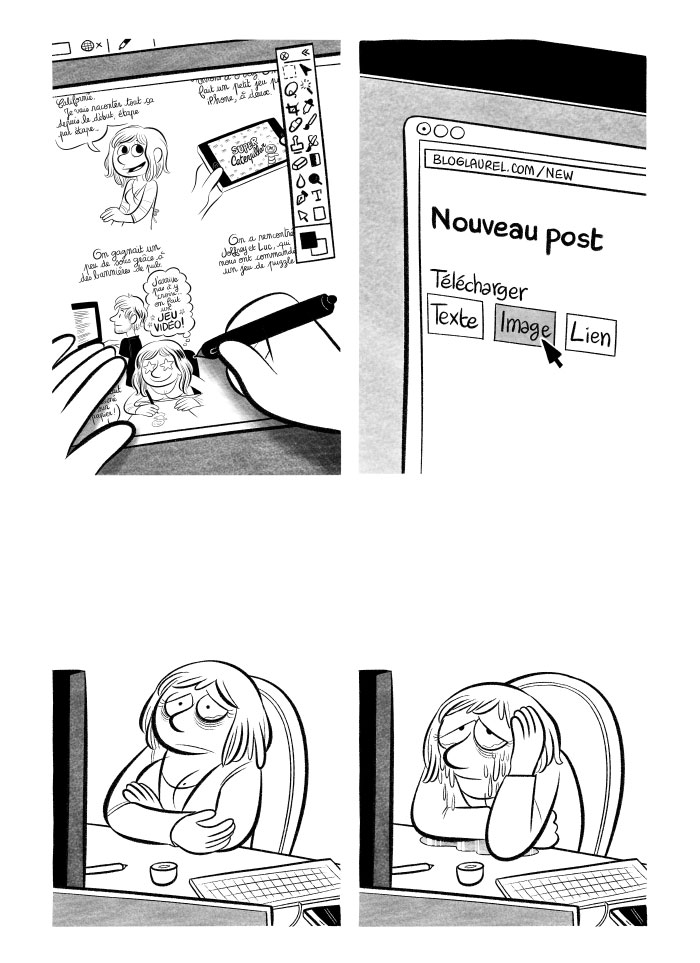 Californie.
Je vais raconter tout ça
depuis le début, étape
par étape...
fait un petit jeu p
iPhone, à deux.
SUPER
Caterpillar
On gagnait un
peu de sous grâce à
des bannières de pub.
On a rencontré
Joffrey et Luc, qui
nous ont commandé
un jeu de puzzle
J'arrive
pas à y
croire
on fait
un
JEU
VIDÉO!
papier!
T
BLOGLAUREL.COM/NEW
Nouveau post
Télécharger
Texte
Image
Lien